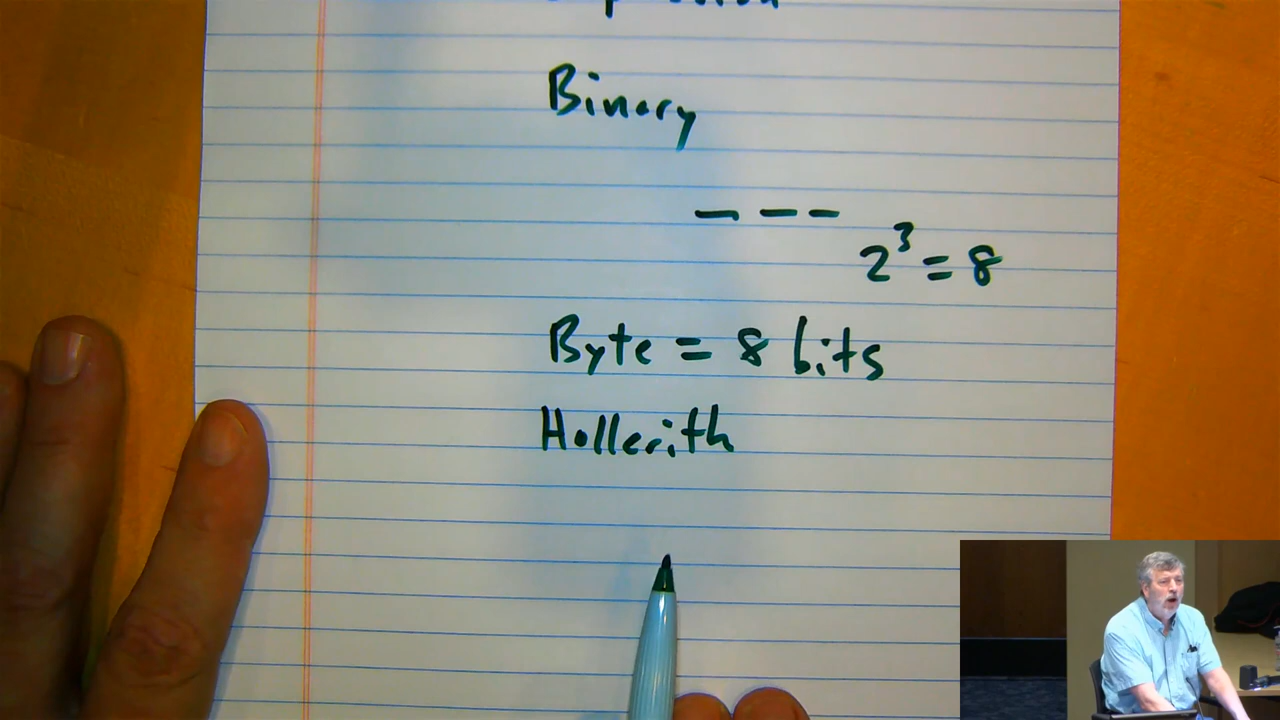 Binary
_ _ _
2³ = 8
Byte = 8 bits
Hollerith